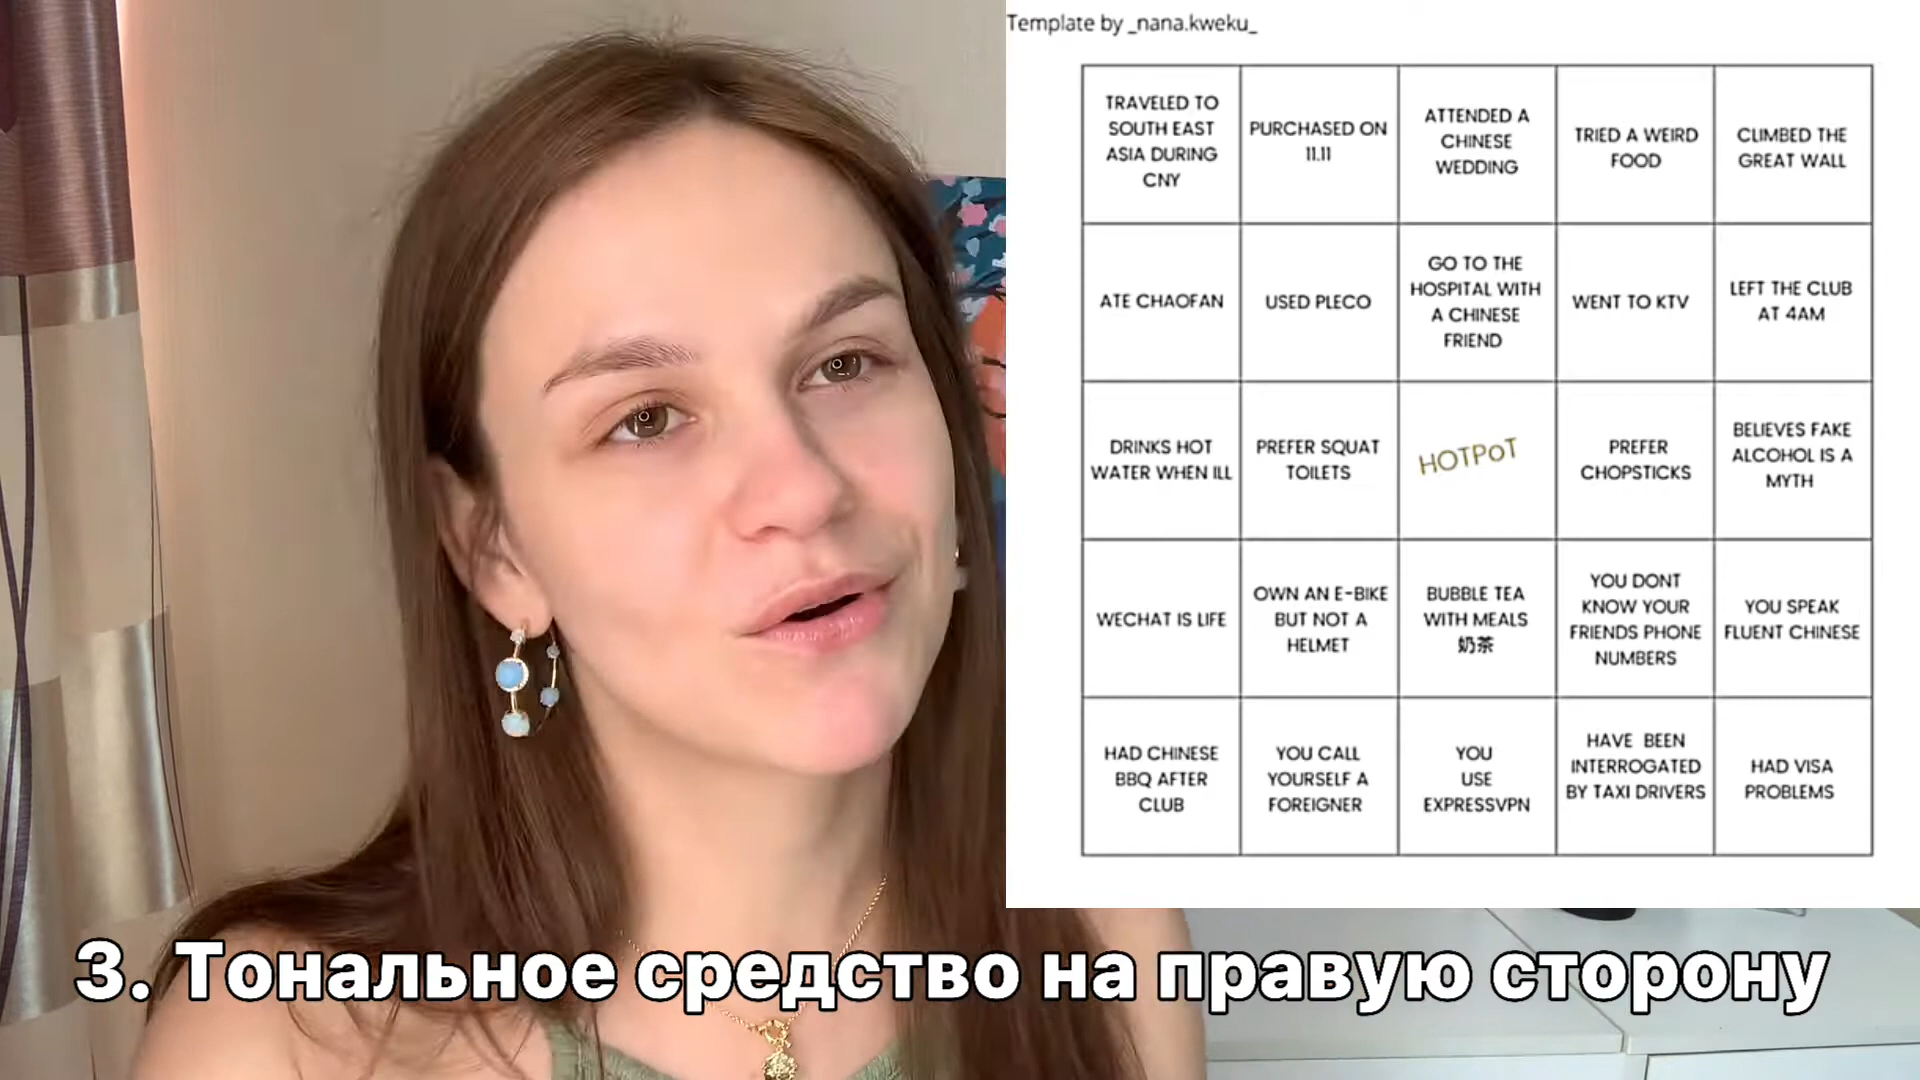 Template by _nana.kweku_
TRAVELED TO
SOUTH EAST
ASIA DURING
CNY
PURCHASED ON
11.11
ATTENDED A
CHINESE
WEDDING
TRIED A WEIRD
FOOD
CLIMBED THE
GREAT WALL
ATE CHAOFAN
USED PLECO
GO TO THE
HOSPITAL WITH
A CHINESE
FRIEND
WENT TO KTV
LEFT THE CLUB
AT 4AM
DRINKS HOT
WATER WHEN ILL
PREFER SQUAT
TOILETS
HOTPoT
PREFER
CHOPSTICKS
BELIEVES FAKE
ALCOHOL IS A
MYTH
WECHAT IS LIFE
OWN AN E-BIKE
BUT NOT A
HELMET
BUBBLE TEA
WITH MEALS
奶茶
YOU DONT
KNOW YOUR
FRIENDS PHONE
NUMBERS
YOU SPEAK
FLUENT CHINESE
HAD CHINESE
BBQ AFTER
CLUB
YOU CALL
YOURSELF A
FOREIGNER
YOU
USE
EXPRESSVPN
HAVE BEEN
INTERROGATED
BY TAXI DRIVERS
HAD VISA
PROBLEMS
3. Тональное средство на правую сторону